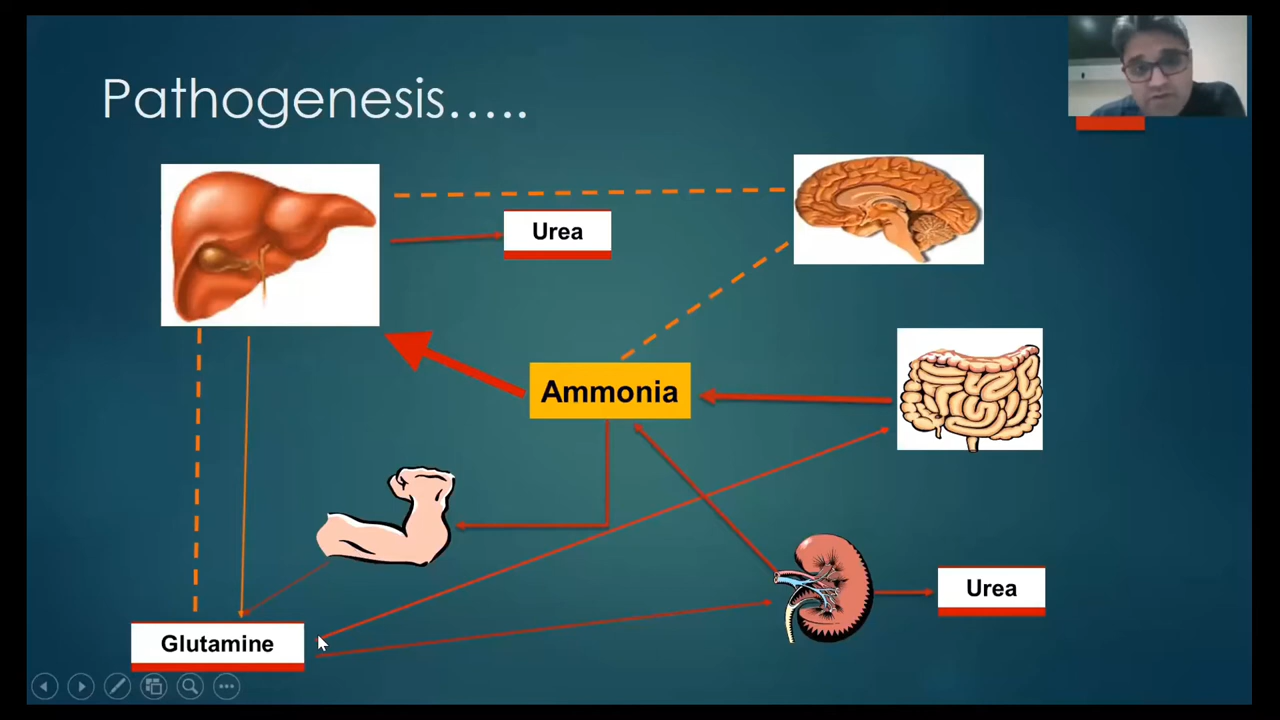 Pathogenesis…..
Urea
Ammonia
Urea
Glutamine